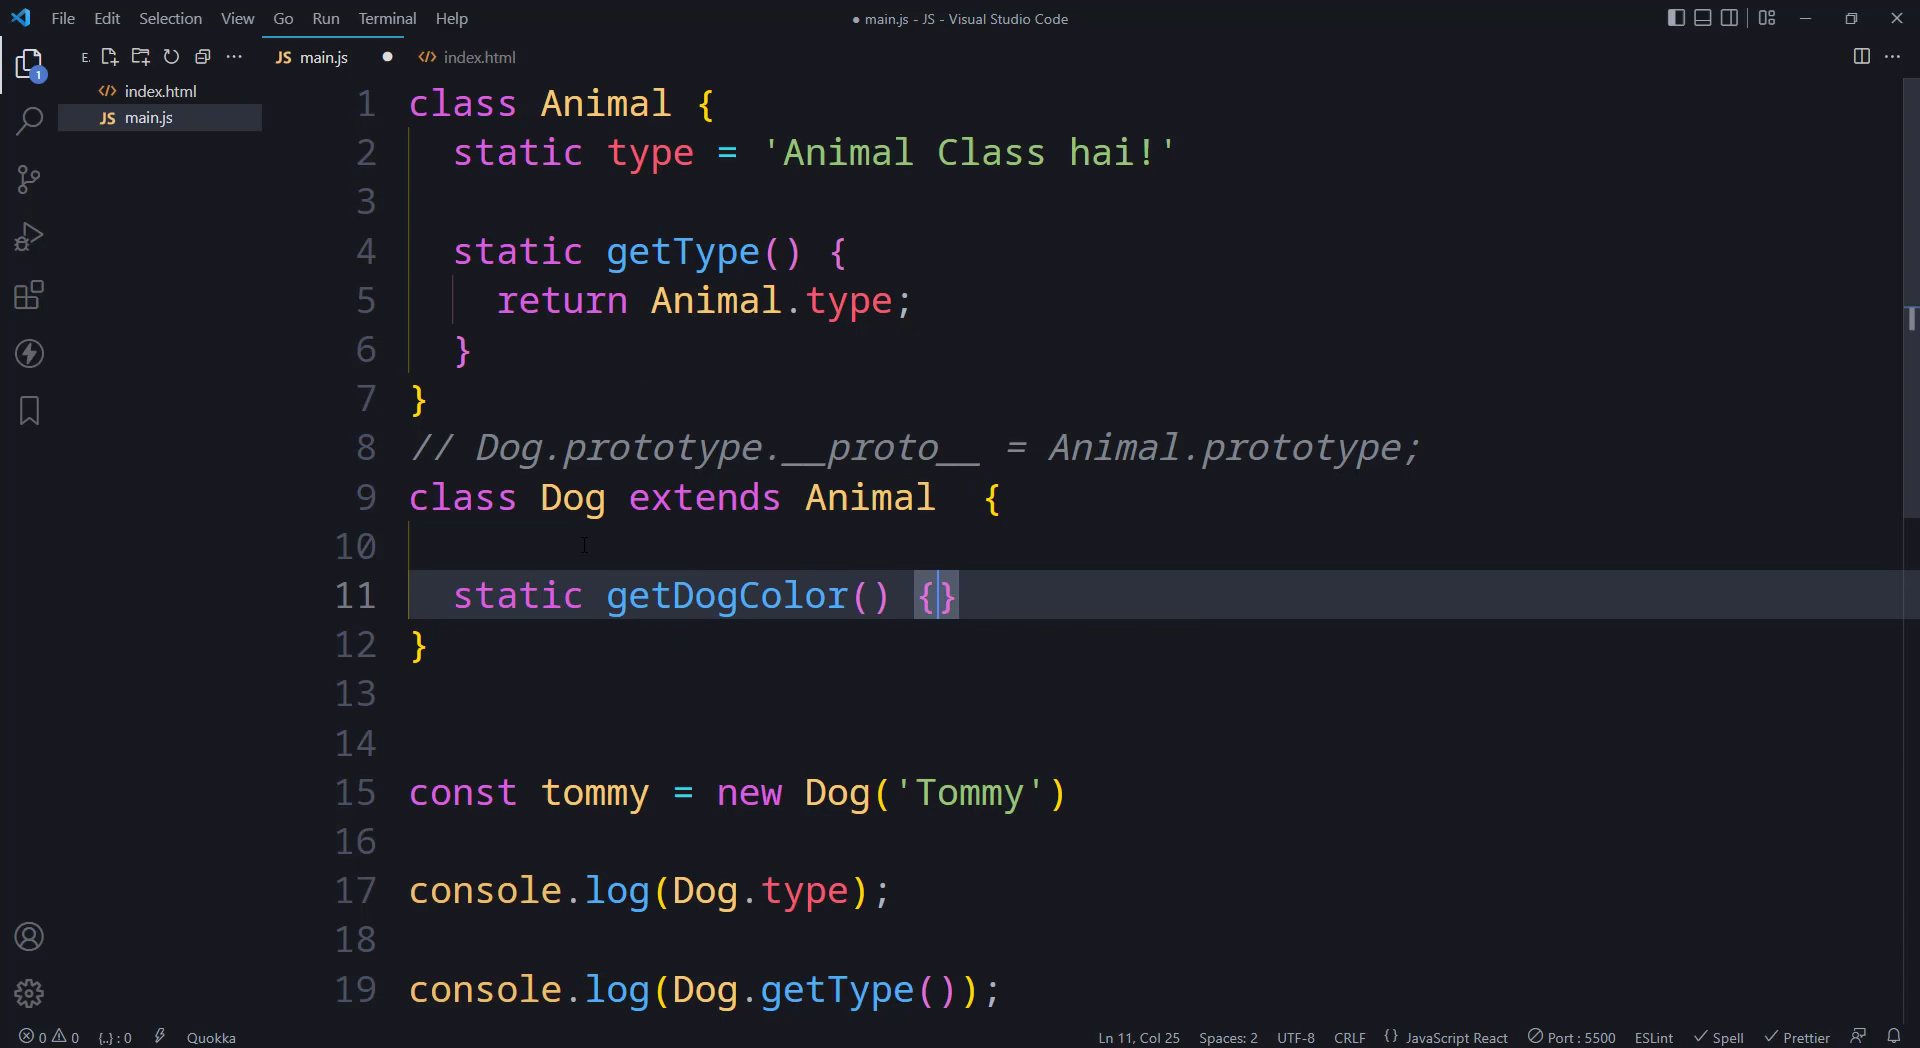 File Edit Selection View Go Run Terminal Help
● main.js - JS - Visual Studio Code
E.
JS main.js
index.html
1
index.html
JS main.js
1 class Animal {
2 static type = 'Animal Class hai!'
3
4 static getType() {
5 return Animal.type;
6 }
7 }
8 // Dog.prototype.__proto__ = Animal.prototype;
9 class Dog extends Animal  {
10
11 static getDogColor() {}
12 }
13
14
15 const tommy = new Dog('Tommy')
16
17 console.log(Dog.type);
18
19 console.log(Dog.getType());
0 0 {..} : 0 Quokka
Ln 11, Col 25 Spaces: 2 UTF-8 CRLF {} JavaScript React Port : 5500 ESLint Spell Prettier